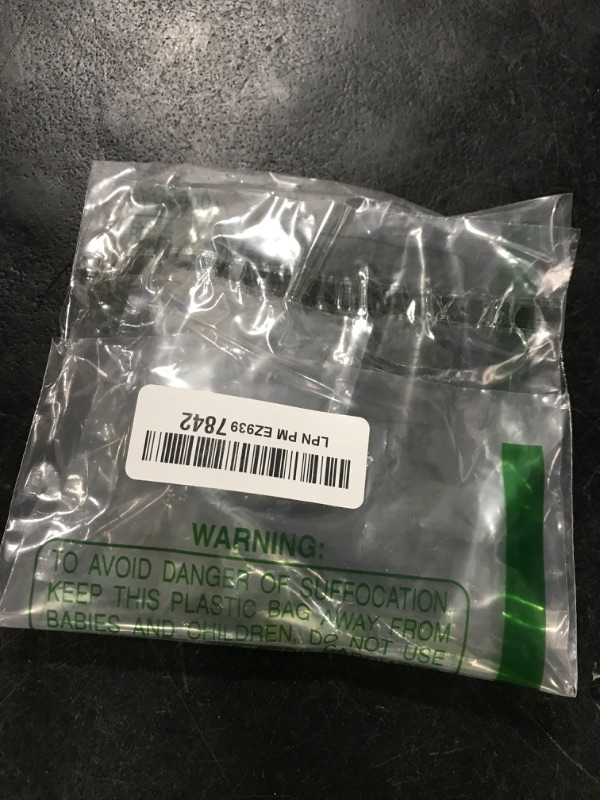 LPN PM EZ939 7842
WARNING:
TO AVOID DANGER OF SUFFOCATION,
KEEP THIS PLASTIC BAG AWAY FROM
BABIES AND CHILDREN. DO NOT USE